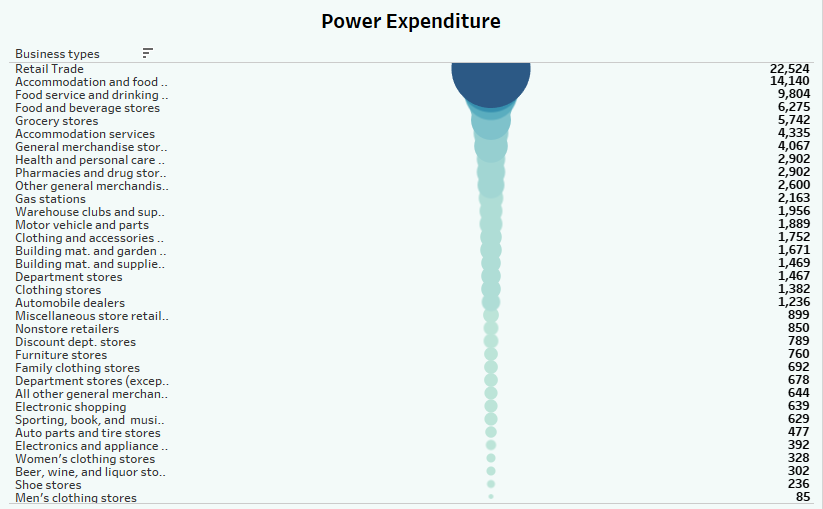 Power Expenditure
Business types
Retail Trade 22,524
Accommodation and food .. 14,140
Food service and drinking .. 9,804
Food and beverage stores 6,275
Grocery stores 5,742
Accommodation services 4,335
General merchandise stor.. 4,067
Health and personal care .. 2,902
Pharmacies and drug stor.. 2,902
Other general merchandis.. 2,600
Gas stations 2,163
Warehouse clubs and sup.. 1,956
Motor vehicle and parts 1,889
Clothing and accessories .. 1,752
Building mat. and garden .. 1,671
Building mat. and supplie.. 1,469
Department stores 1,467
Clothing stores 1,382
Automobile dealers 1,236
Miscellaneous store retail.. 899
Nonstore retailers 850
Discount dept. stores 789
Furniture stores 760
Family clothing stores 692
Department stores (excep.. 678
All other general merchan.. 644
Electronic shopping 639
Sporting, book, and musi.. 629
Auto parts and tire stores 477
Electronics and appliance .. 392
Women's clothing stores 328
Beer, wine, and liquor sto.. 302
Shoe stores 236
Men's clothing stores 85